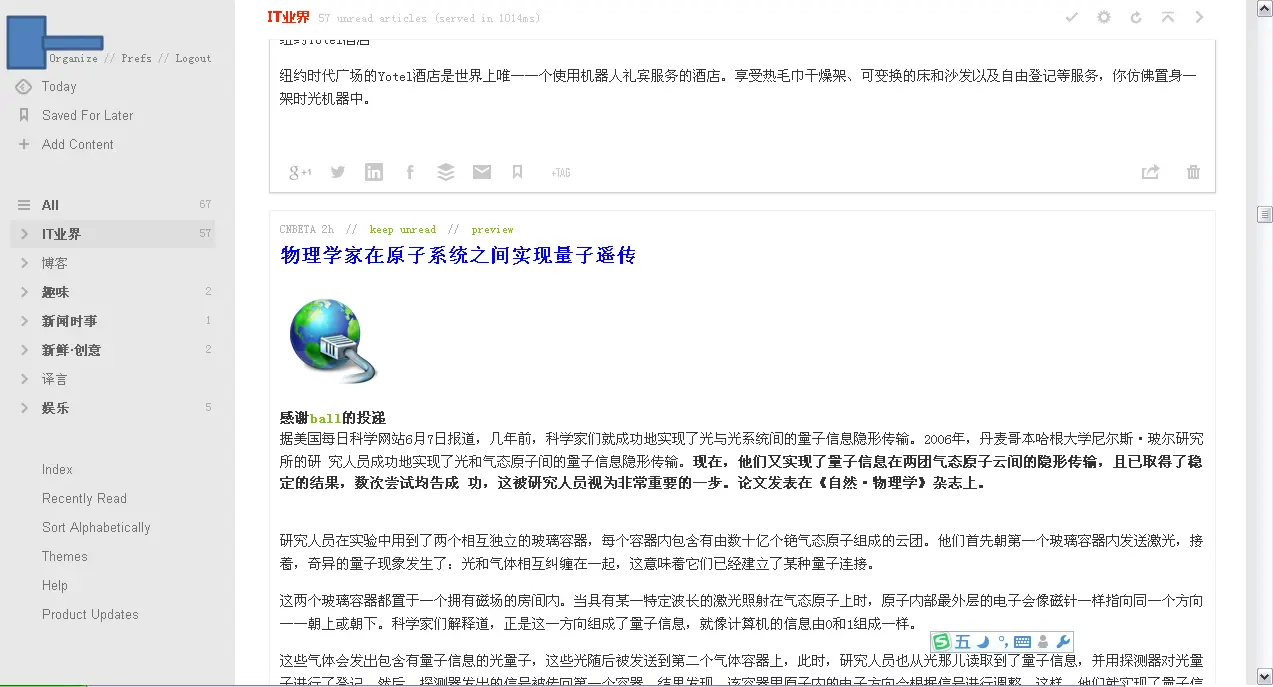 Organize // Prefs // Logout
Today
Saved For Later
Add Content
All 67
IT业界 57
博客
趣味 2
新闻时事 1
新鲜·创意 2
译言
娱乐 5
Index
Recently Read
Sort Alphabetically
Themes
Help
Product Updates
IT业界 57 unread articles (served in 1014ms)
纽约Yotel酒店
纽约时代广场的Yotel酒店是世界上唯一一个使用机器人礼宾服务的酒店。享受热毛巾干燥架、可变换的床和沙发以及自由登记等服务，你仿佛置身一
架时光机器中。
g+1 in f +TAG
CNBETA 2h // keep unread // preview
物理学家在原子系统之间实现量子遥传
感谢ball的投递
据美国每日科学网站6月7日报道，几年前，科学家们就成功地实现了光与光系统间的量子信息隐形传输。2006年，丹麦哥本哈根大学尼尔斯·玻尔研究
所的研 究人员成功地实现了光和气态原子间的量子信息隐形传输。现在，他们又实现了量子信息在两团气态原子云间的隐形传输，且已取得了稳
定的结果，数次尝试均告成 功，这被研究人员视为非常重要的一步。论文发表在《自然·物理学》杂志上。
研究人员在实验中用到了两个相互独立的玻璃容器，每个容器内包含有由数十亿个铯气态原子组成的云团。他们首先朝第一个玻璃容器内发送激光，接
着，奇异的量子现象发生了：光和气体相互纠缠在一起，这意味着它们已经建立了某种量子连接。
这两个玻璃容器都置于一个拥有磁场的房间内。当具有某一特定波长的激光照射在气态原子上时，原子内部最外层的电子会像磁针一样指向同一个方向
——朝上或朝下。科学家们解释道，正是这一方向组成了量子信息，就像计算机的信息由0和1组成一样。
五
这些气体会发出包含有量子信息的光量子，这些光随后被发送到第二个气体容器上，此时，研究人员也从光那儿读取到了量子信息，并用探测器对光量
子进行了登记。然后，探测器发出的信号被传回第一个容器，结果发现，该容器里原子内的电子方向会根据信号进行调整。这样，他们就实现了量子信